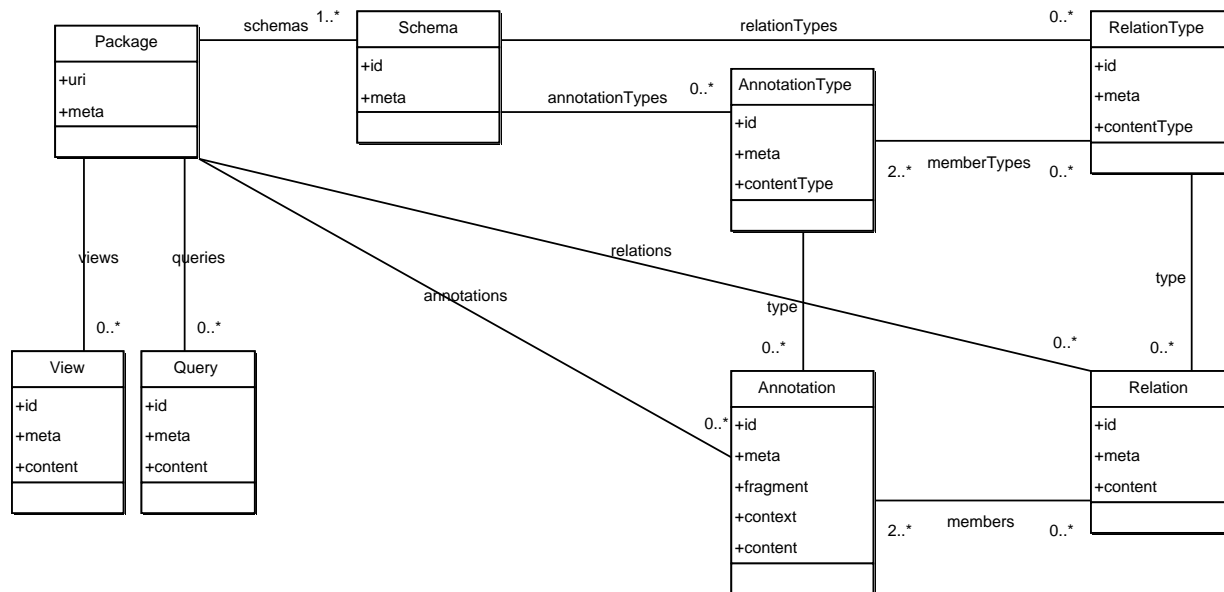 Package
+uri
+meta
schemas
1..*
Schema
+id
+meta
relationTypes
0..*
RelationType
+id
+meta
+contentType
annotationTypes
0..*
AnnotationType
+id
+meta
+contentType
2..*
memberTypes
0..*
views
0..*
queries
0..*
annotations
0..*
relations
0..*
type
0..*
type
0..*
View
+id
+meta
+content
Query
+id
+meta
+content
Annotation
+id
+meta
+fragment
+context
+content
2..*
members
0..*
Relation
+id
+meta
+content